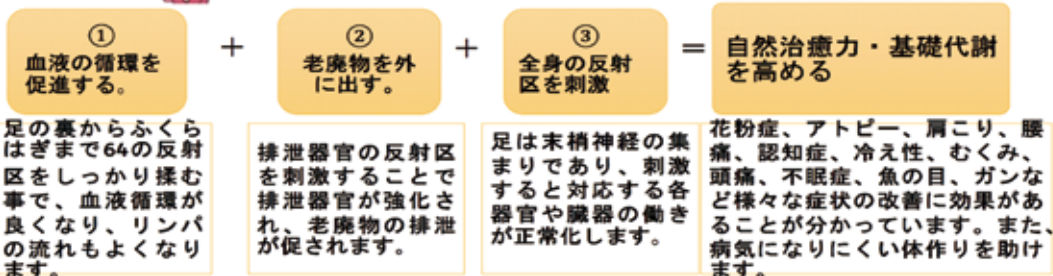 ①
血液の循環を
促進する。
+
②
老廃物を外
に出す。
+
③
全身の反射
区を刺激
=
自然治癒力・基礎代謝
を高める
足の裏からふくら
はぎまで64の反射
区をしっかり揉む
事で、血液循環が
良くなり、リンパ
の流れもよくなり
ます。
排泄器官の反射区
を刺激することで
排泄器官が強化さ
れ、老廃物の排泄
が促されます。
足は末梢神経の集
まりであり、刺激
すると対応する各
器官や臓器の働き
が正常化します。
花粉症、アトピー、肩こり、腰
痛、認知症、冷え性、むくみ、
頭痛、不眠症、魚の目、ガンな
ど様々な症状の改善に効果があ
ることが分かっています。また、
病気になりにくい体作りを助け
ます。